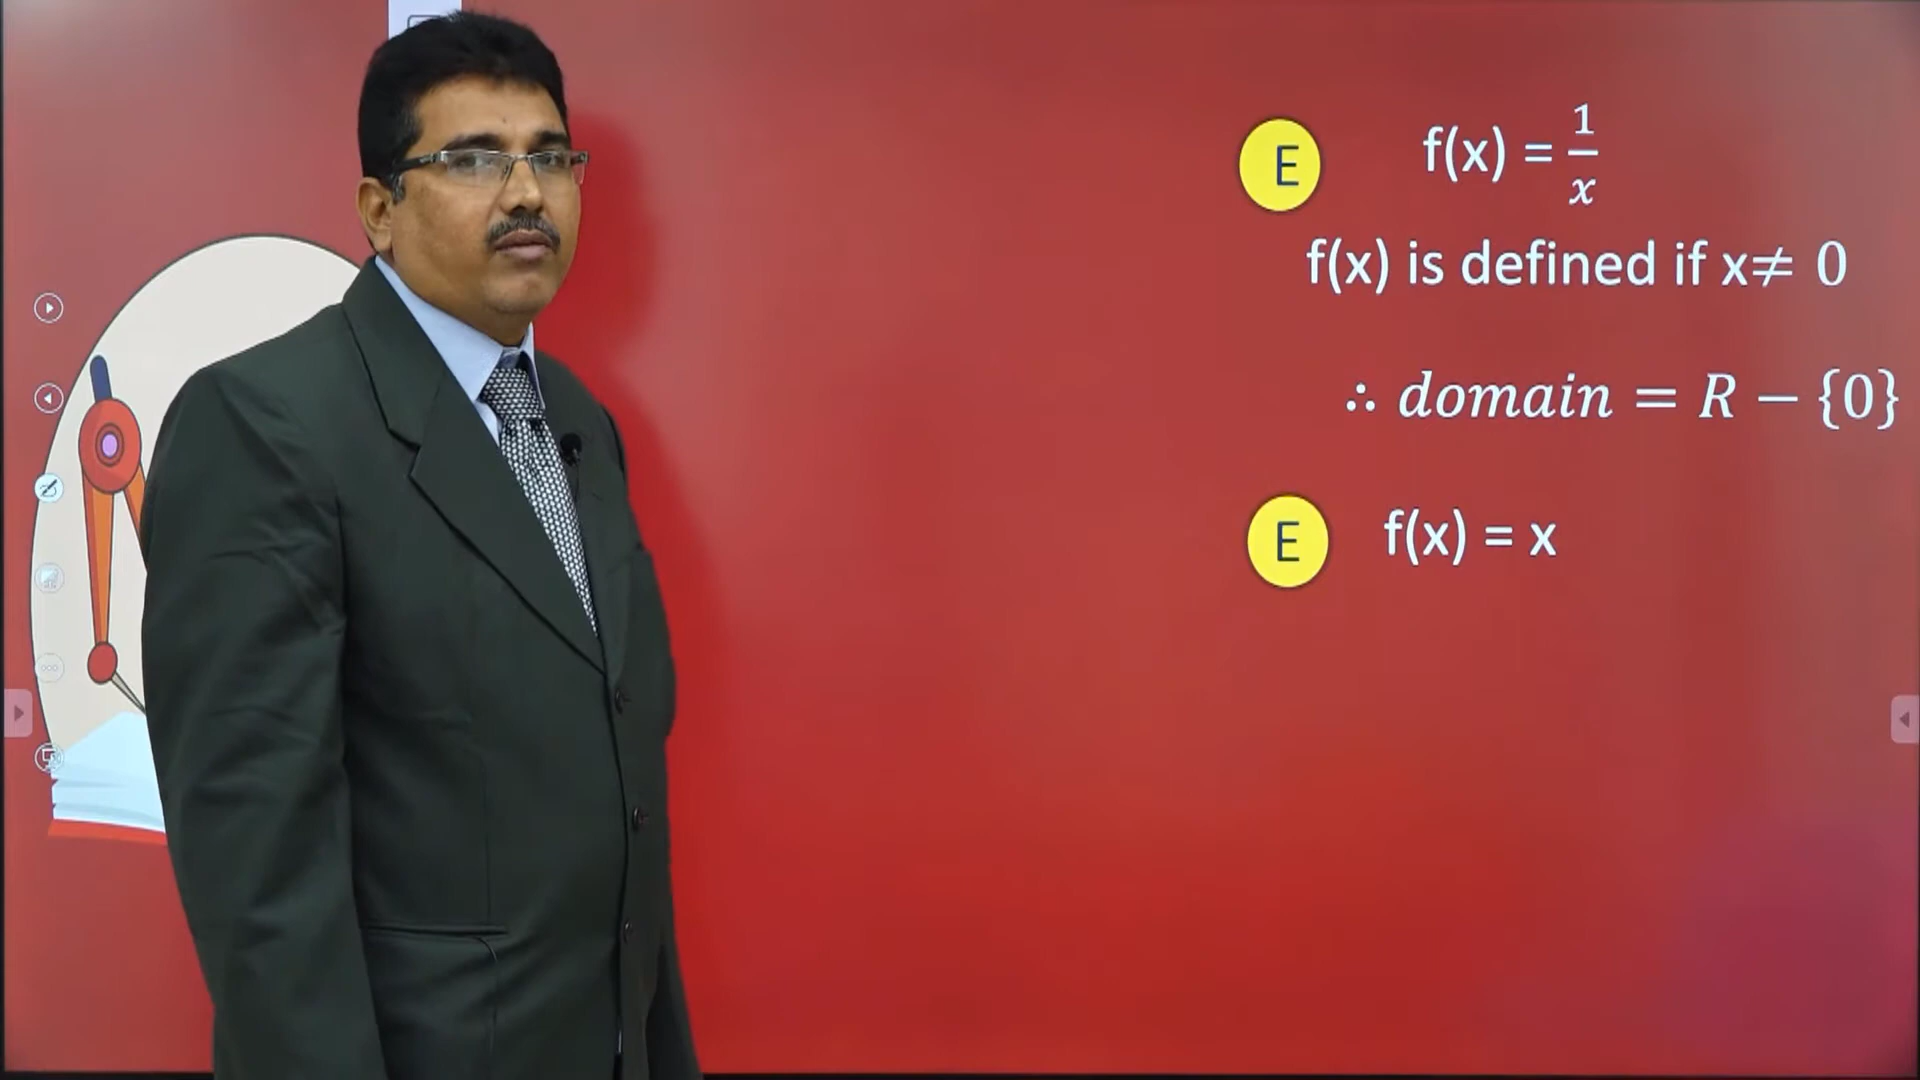 E f(x) = 1/x
f(x) is defined if x≠ 0
∴ domain = R − {0}
E f(x) = x